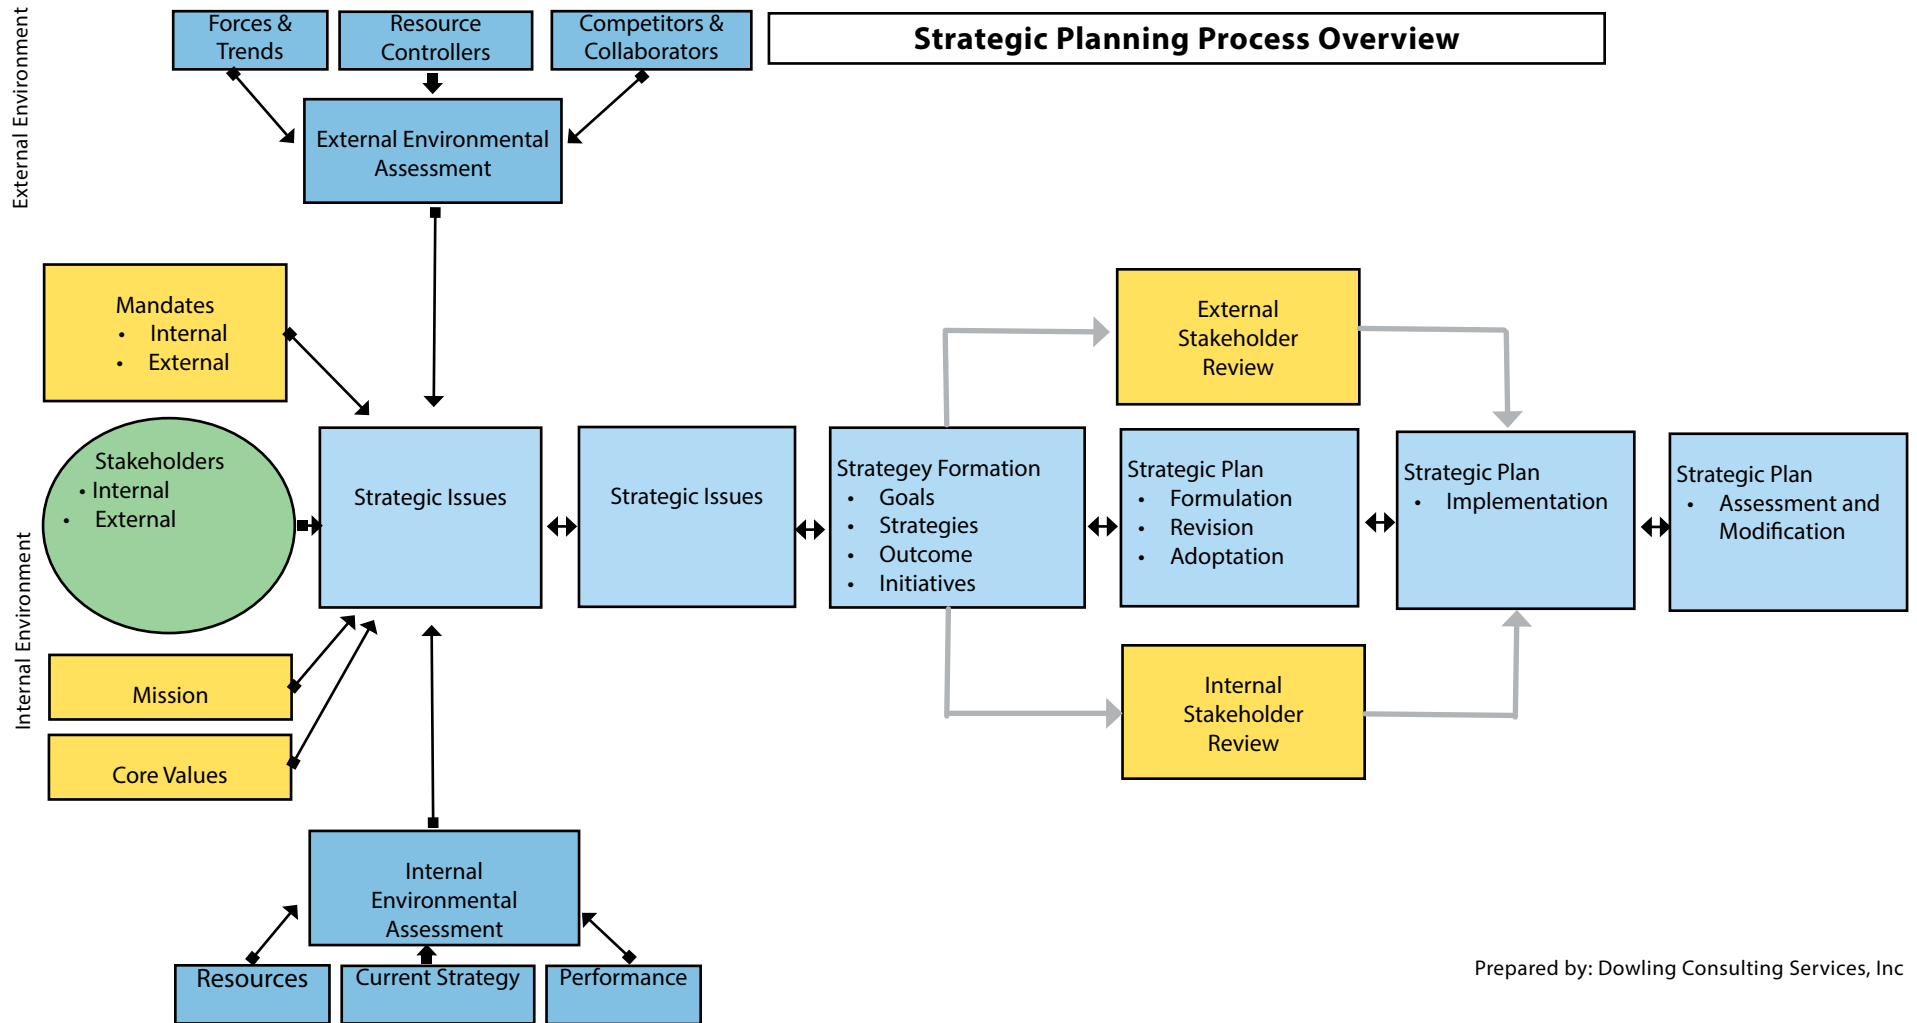 Strategic Planning Process Overview
External Environment
Forces &
Trends
Resource
Controllers
Competitors &
Collaborators
External Environmental
Assessment
Mandates
• Internal
• External
Internal Environment
Stakeholders
• Internal
• External
Strategic Issues
Strategic Issues
Strategey Formation
• Goals
• Strategies
• Outcome
• Initiatives
External
Stakeholder
Review
Strategic Plan
• Formulation
• Revision
• Adoptation
Strategic Plan
• Implementation
Strategic Plan
• Assessment and
Modification
Internal
Stakeholder
Review
Mission
Core Values
Internal
Environmental
Assessment
Resources
Current Strategy
Performance
Prepared by: Dowling Consulting Services, Inc